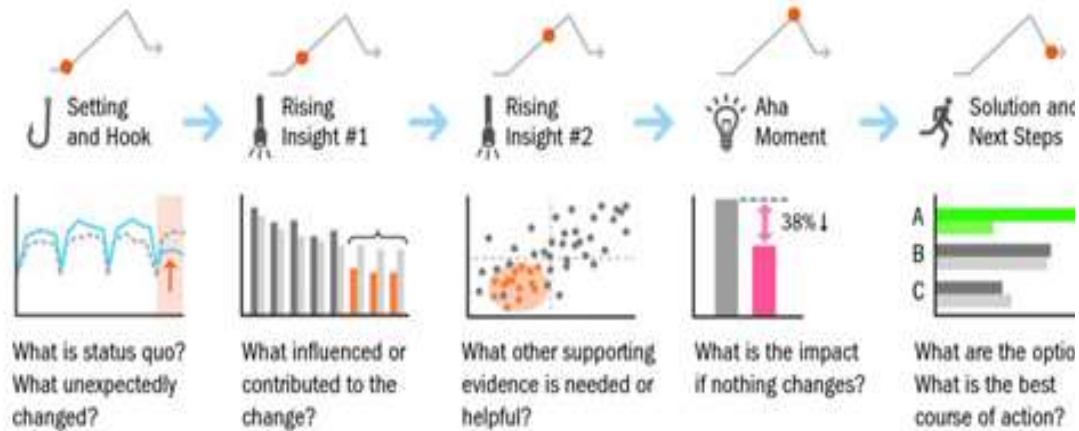 Setting
and Hook
Rising
Insight #1
Rising
Insight #2
Aha
Moment
Solution and
Next Steps
38%↓
A
B
C
What is status quo?
What unexpectedly
changed?
What influenced or
contributed to the
change?
What other supporting
evidence is needed or
helpful?
What is the impact
if nothing changes?
What are the optio
What is the best
course of action?